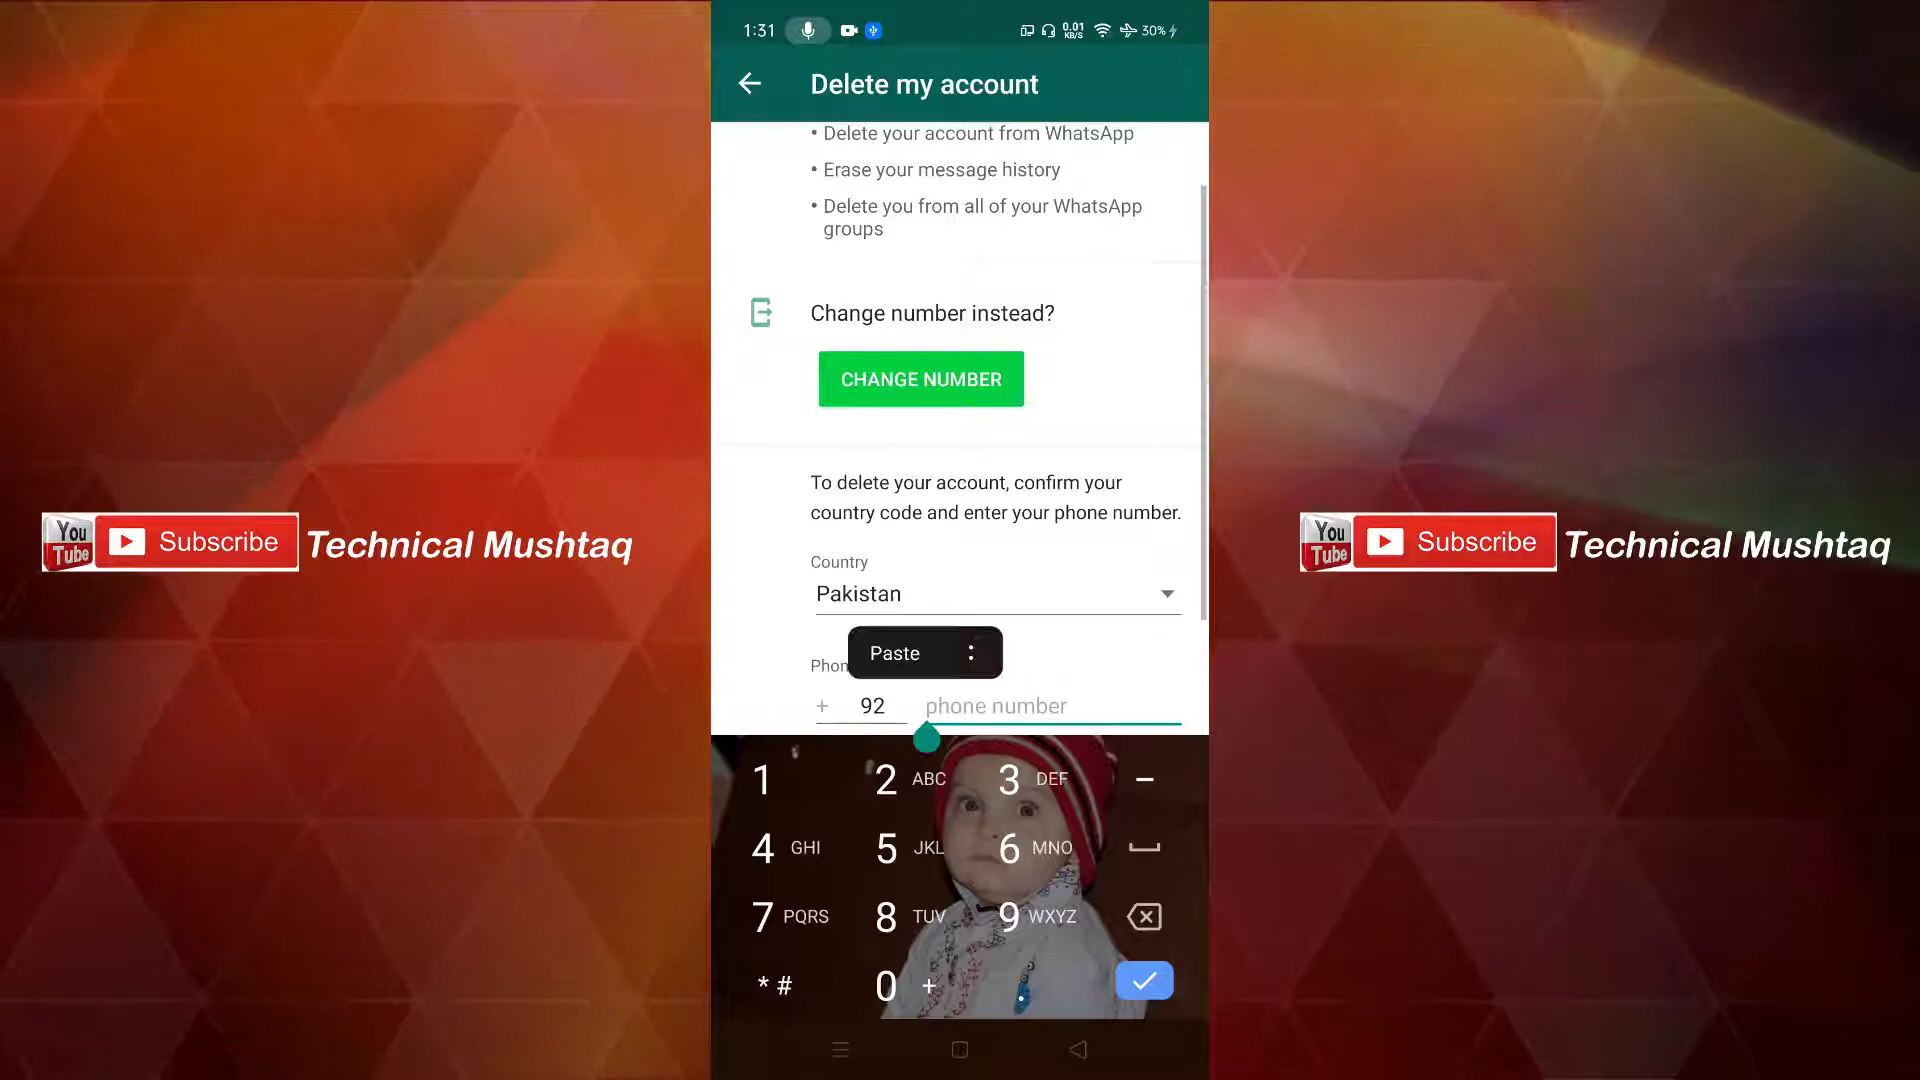 1:31
0.01
KB/S
30%
Delete my account
• Delete your account from WhatsApp
• Erase your message history
• Delete you from all of your WhatsApp
groups
Change number instead?
CHANGE NUMBER
To delete your account, confirm your
country code and enter your phone number.
Country
Pakistan
Paste
Phon
+ 92 phone number
1 2 ABC 3 DEF –
4 GHI 5 JKL 6 MNO
7 PQRS 8 TUV 9 WXYZ
* # 0 + .
You
Tube
Subscribe
Technical Mushtaq
You
Tube
Subscribe
Technical Mushtaq